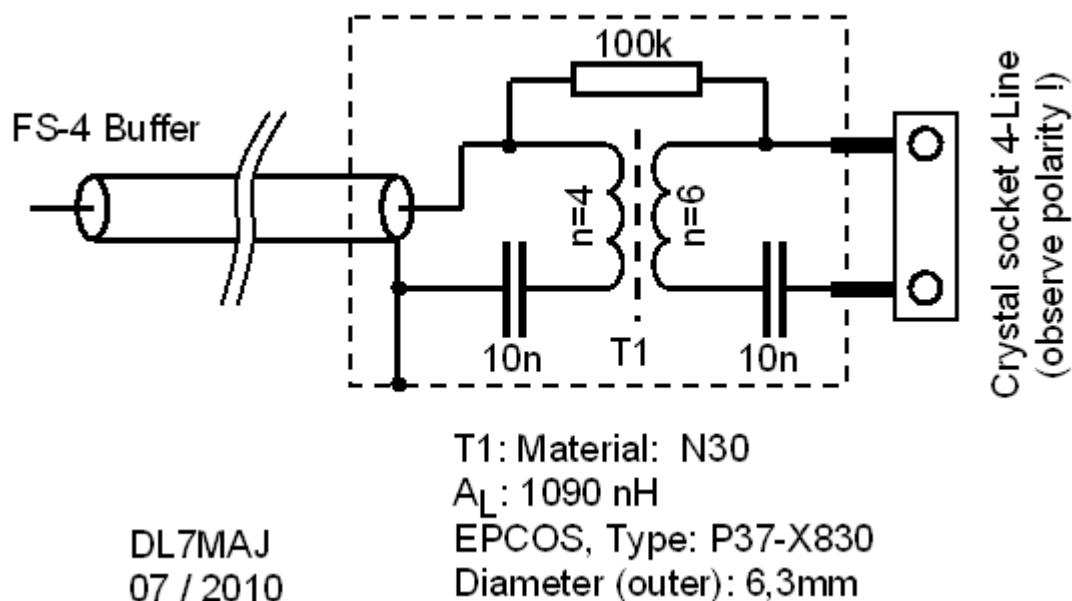 100k
FS-4 Buffer
n=4
n=6
10n
T1
10n
Crystal socket 4-Line
(observe polarity !)
T1: Material: N30
AL: 1090 nH
EPCOS, Type: P37-X830
Diameter (outer): 6,3mm
DL7MAJ
07 / 2010